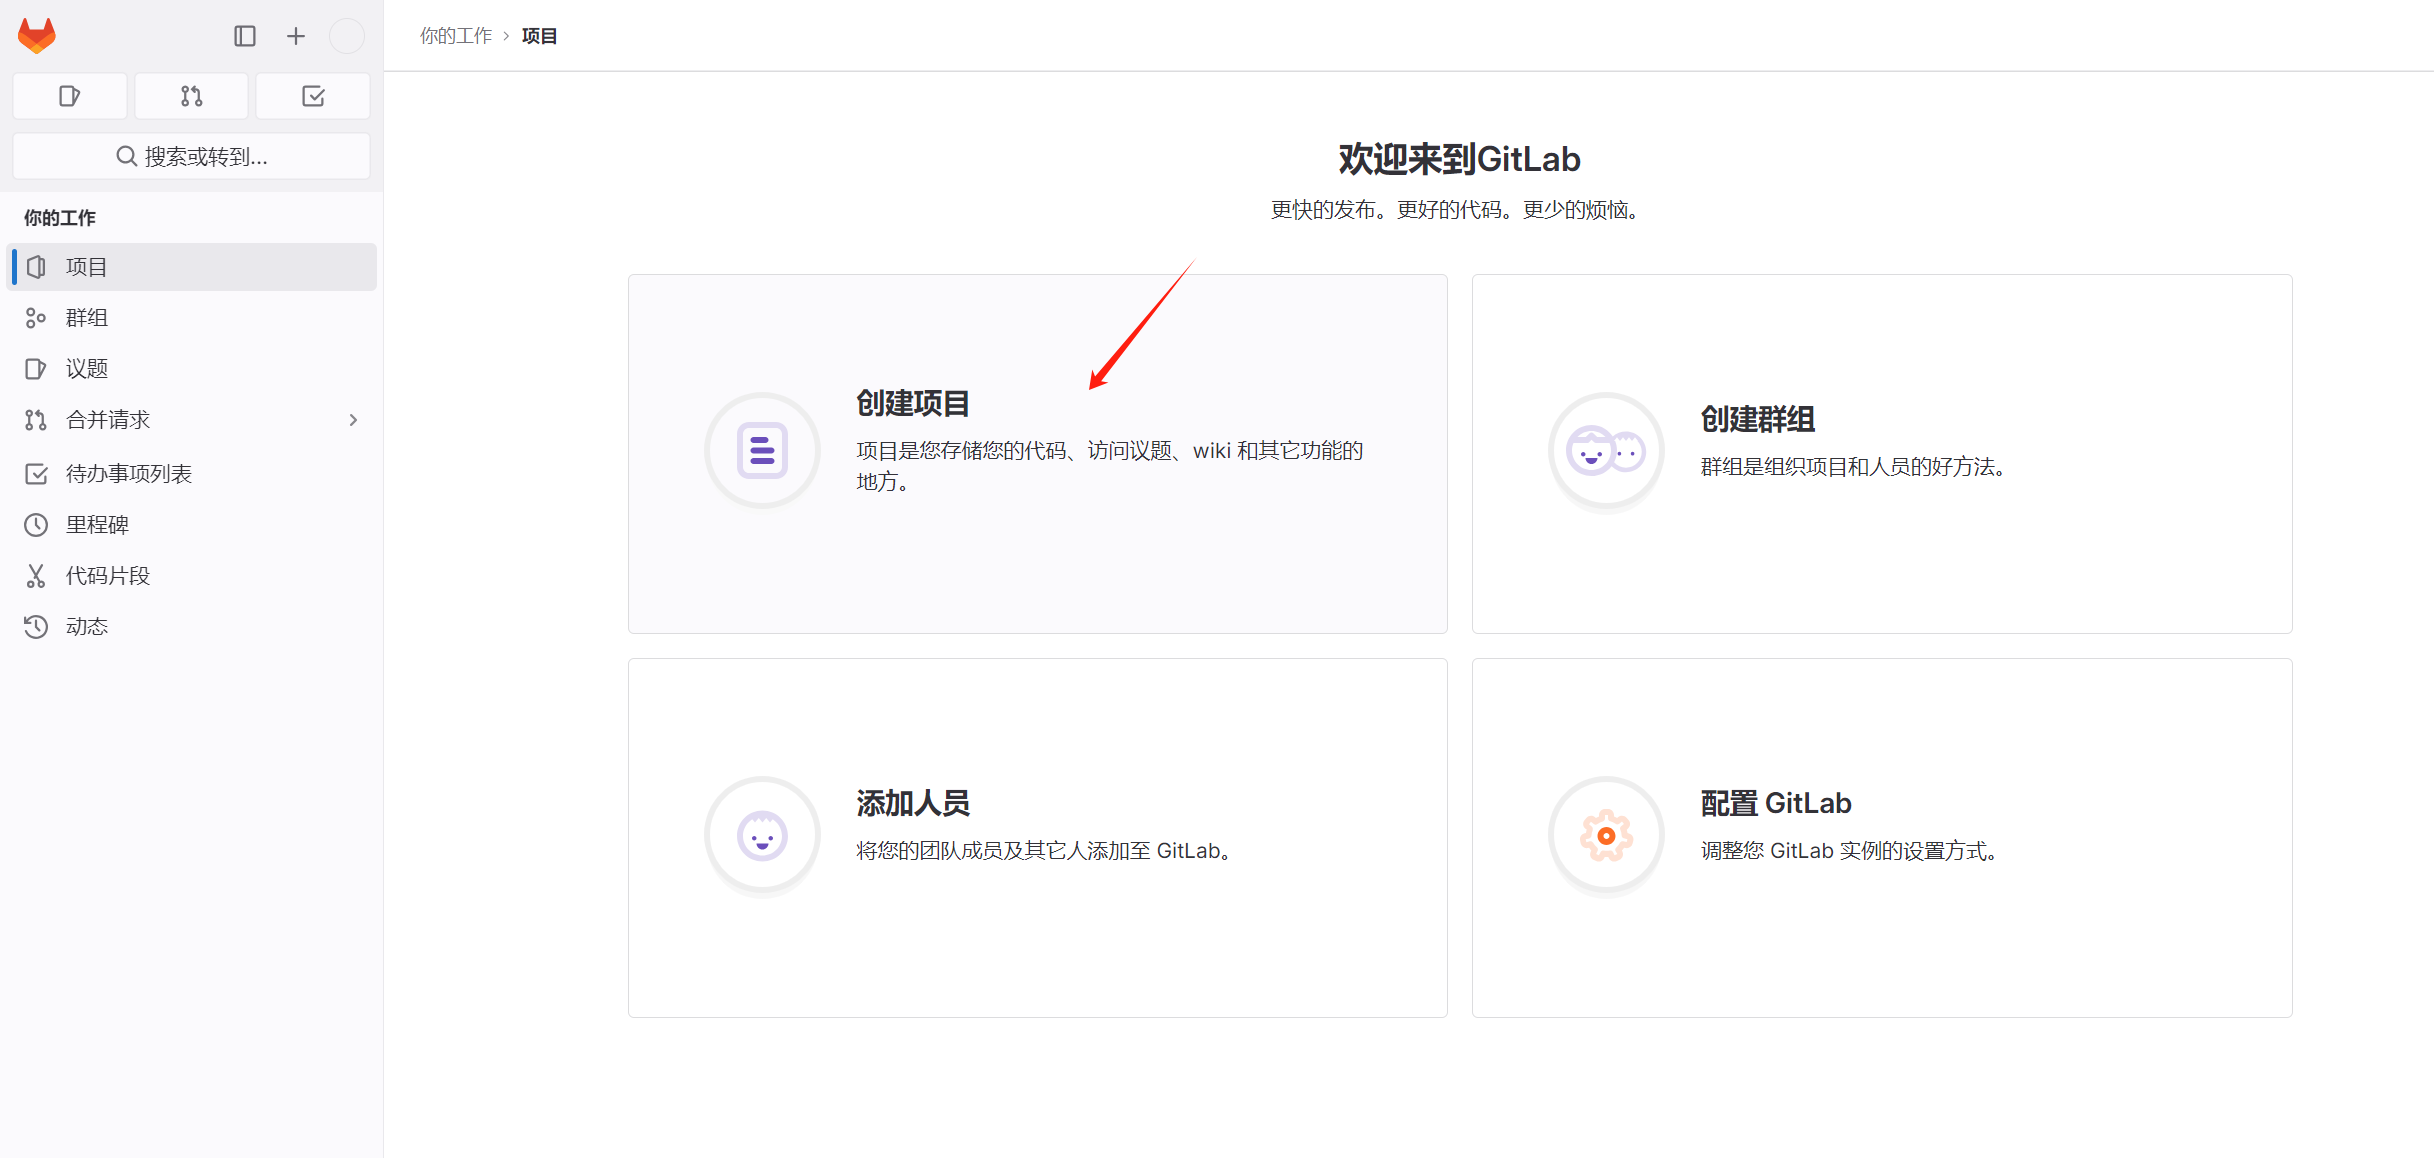 你的工作 › 项目
搜索或转到...
你的工作
项目
群组
议题
合并请求
待办事项列表
里程碑
代码片段
动态
欢迎来到GitLab
更快的发布。更好的代码。更少的烦恼。
创建项目
项目是您存储您的代码、访问议题、wiki 和其它功能的
地方。
创建群组
群组是组织项目和人员的好方法。
添加人员
将您的团队成员及其它人添加至 GitLab。
配置 GitLab
调整您 GitLab 实例的设置方式。